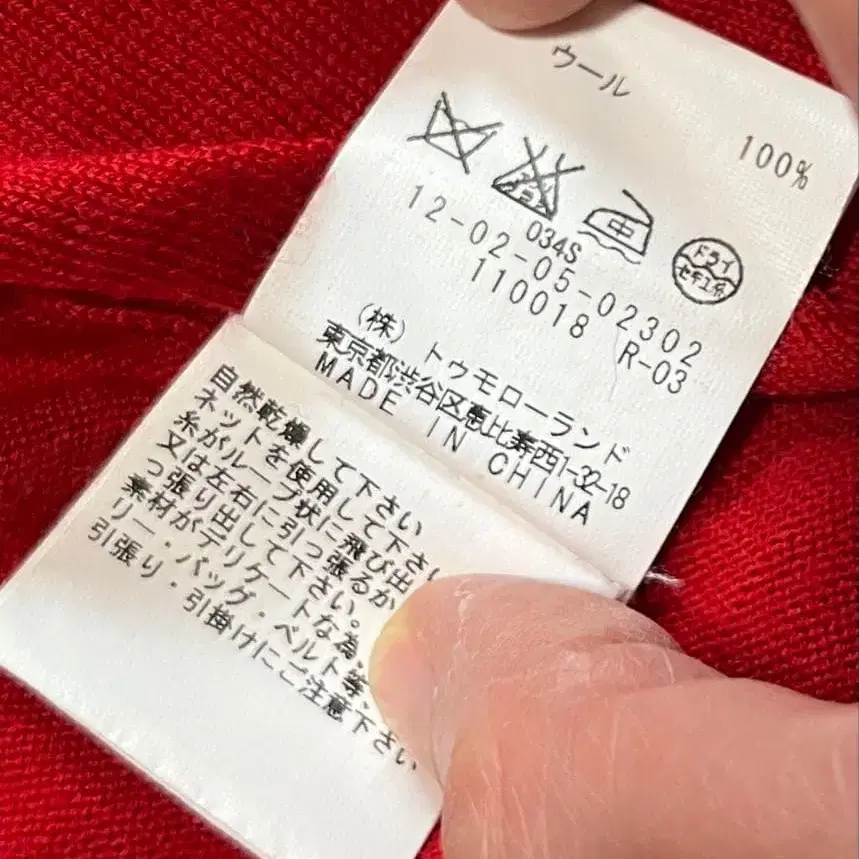 ウール
100%
034S
12-02-05-02302
110018 R-03
ドライ
セキユ系
(株) トゥモローランド
東京都渋谷区恵比寿西1-32-18
MADE IN CHINA
自然乾燥して下さい
ネットを使用して下さ
糸がループ状に飛び出
又は左右に引っ張るか
っ張り出して下さい。
素材がデリケートな為、
リー・バッグ・ベルト等
引張り・引掛けにご注意下さい